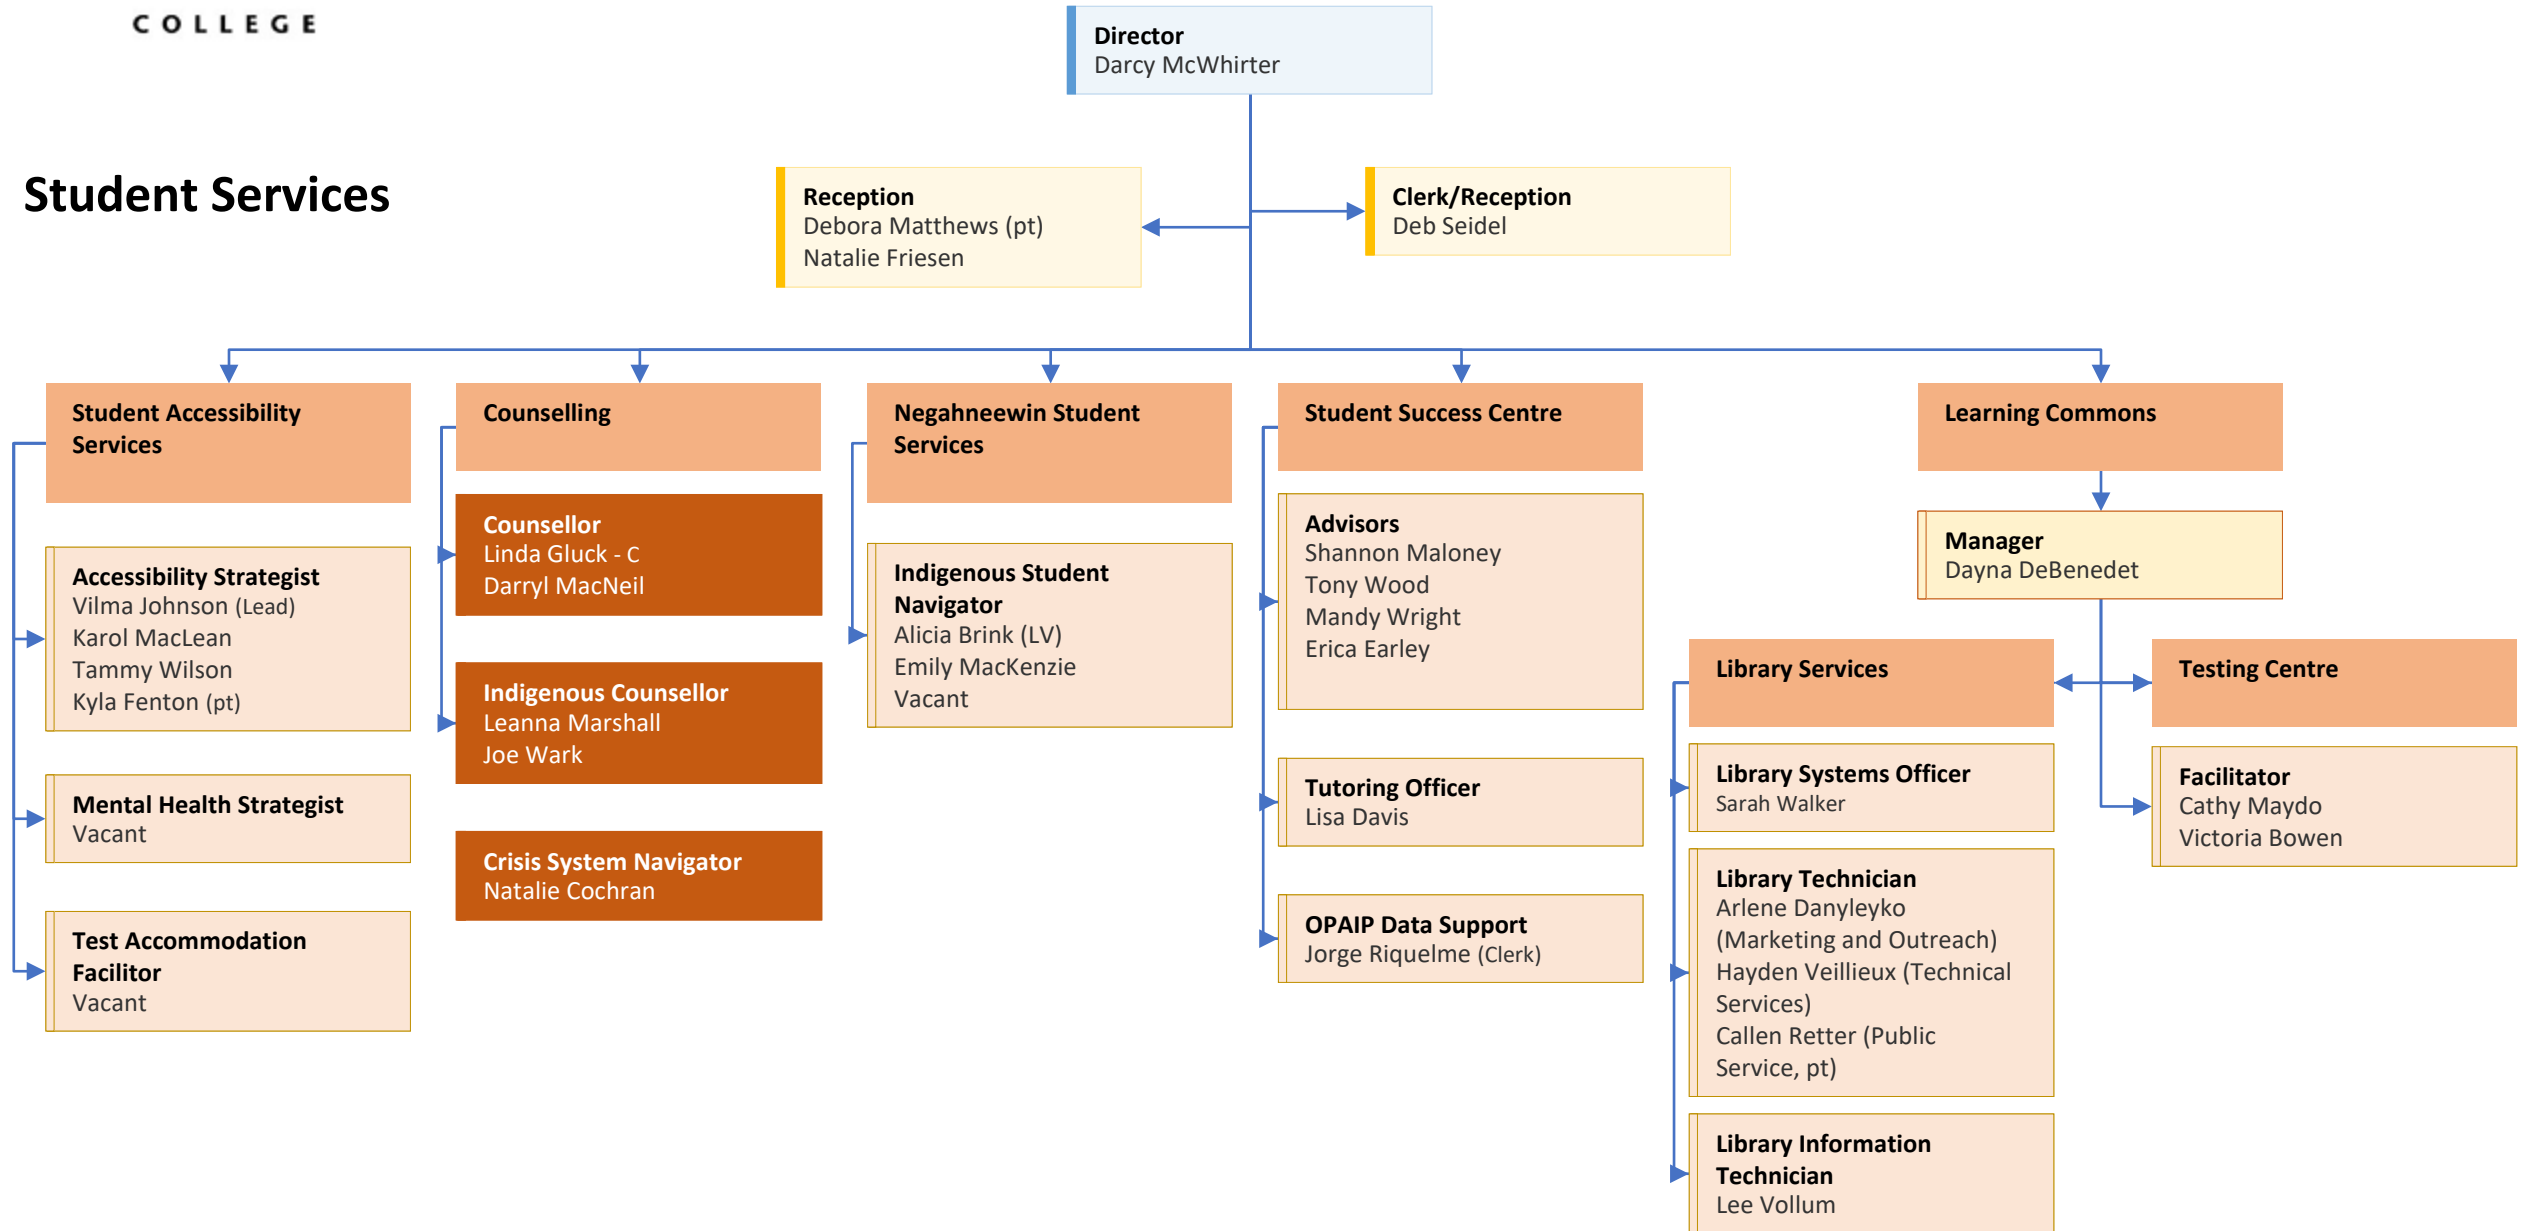 COLLEGE
Director
Darcy McWhirter
Student Services
Reception
Debora Matthews (pt)
Natalie Friesen
Clerk/Reception
Deb Seidel
Student Accessibility
Services
Accessibility Strategist
Vilma Johnson (Lead)
Karol MacLean
Tammy Wilson
Kyla Fenton (pt)
Mental Health Strategist
Vacant
Test Accommodation
Facilitor
Vacant
Counselling
Counsellor
Linda Gluck - C
Darryl MacNeil
Indigenous Counsellor
Leanna Marshall
Joe Wark
Crisis System Navigator
Natalie Cochran
Negahneewin Student
Services
Indigenous Student
Navigator
Alicia Brink (LV)
Emily MacKenzie
Vacant
Student Success Centre
Advisors
Shannon Maloney
Tony Wood
Mandy Wright
Erica Earley
Tutoring Officer
Lisa Davis
OPAIP Data Support
Jorge Riquelme (Clerk)
Learning Commons
Manager
Dayna DeBenedet
Library Services
Library Systems Officer
Sarah Walker
Library Technician
Arlene Danyleyko
(Marketing and Outreach)
Hayden Veillieux (Technical
Services)
Callen Retter (Public
Service, pt)
Library Information
Technician
Lee Vollum
Testing Centre
Facilitator
Cathy Maydo
Victoria Bowen